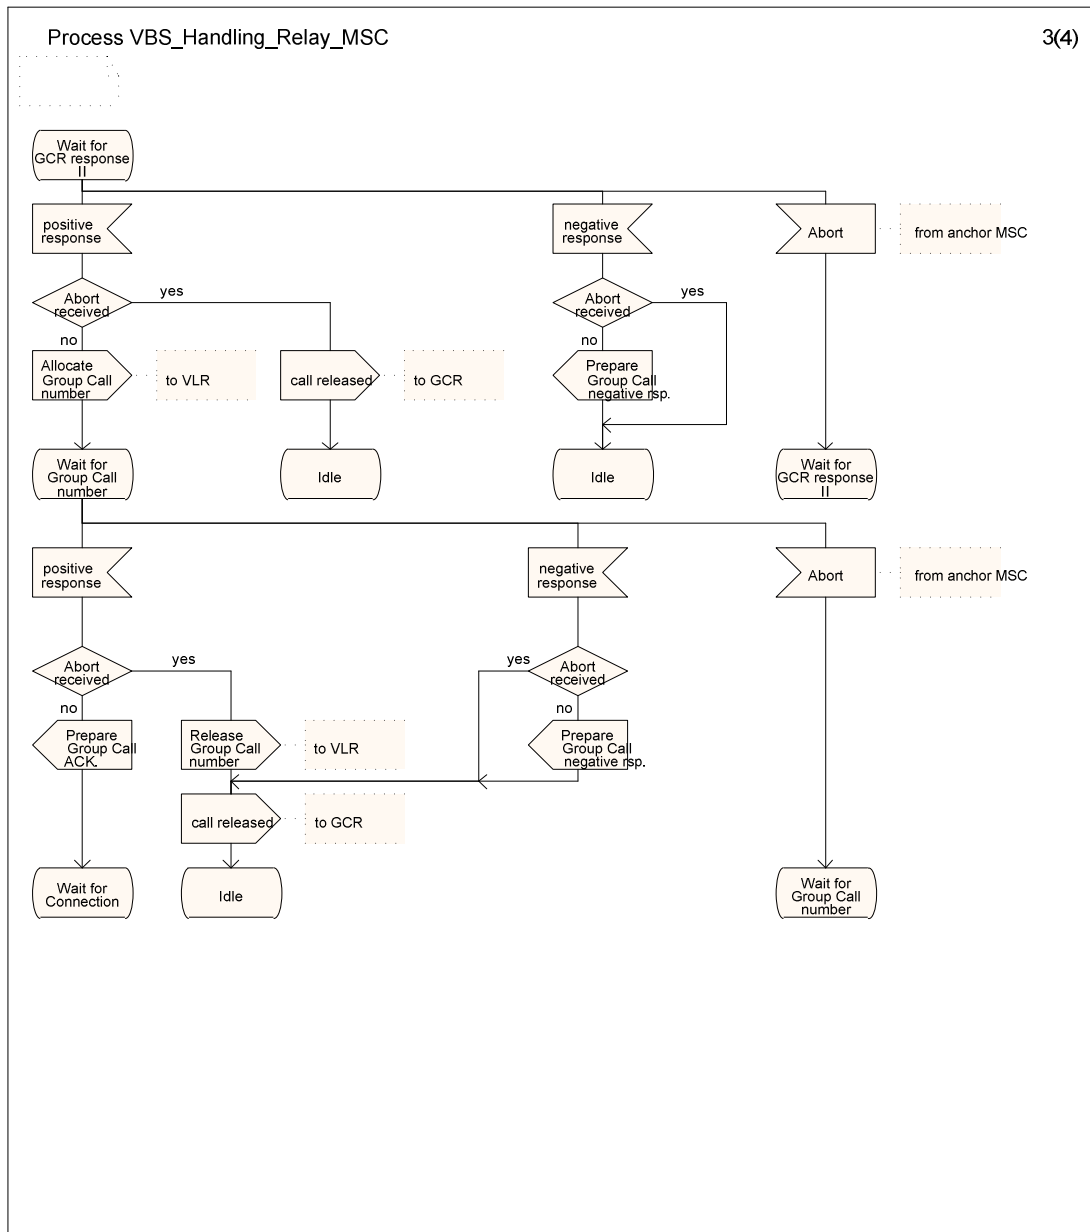 Process VBS_Handling_Relay_MSC
3(4)
Wait for
GCR response
II
positive
response
negative
response
Abort
from anchor MSC
Abort
received
yes
no
Abort
received
yes
no
Allocate
Group Call
number
to VLR
call released
to GCR
Prepare
Group Call
negative rsp.
Wait for
Group Call
number
Idle
Idle
Wait for
GCR response
II
positive
response
negative
response
Abort
from anchor MSC
Abort
received
yes
no
yes
Abort
received
no
Prepare
Group Call
ACK.
Release
Group Call
number
to VLR
Prepare
Group Call
negative rsp.
call released
to GCR
Wait for
Connection
Idle
Wait for
Group Call
number